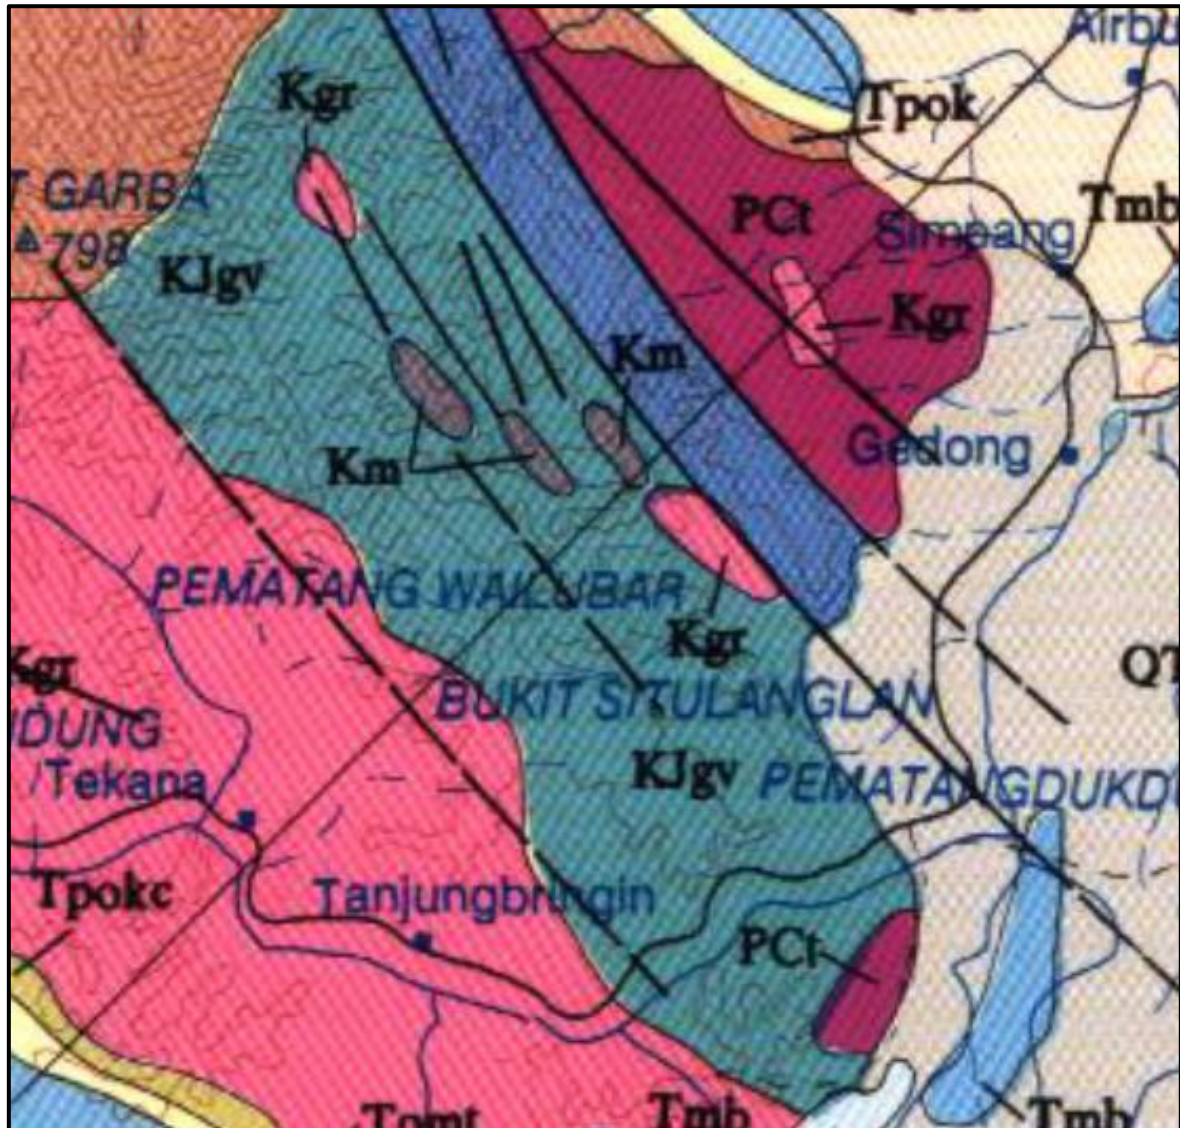 Airbu
Kgr
Tpok
T GARBA
798
PCt
Tmb
Simpang
KJgv
Kgr
Km
Km
Gedong
PEMATANG WAILUBAR
Kgr
Kgr
QT
BUKIT SITULANGLAN
DUNG
Tekana
KJgv
PEMATANGDUKDU
Tpokc
Tanjungbringin
PCt
Tomt
Tmb
Tmb